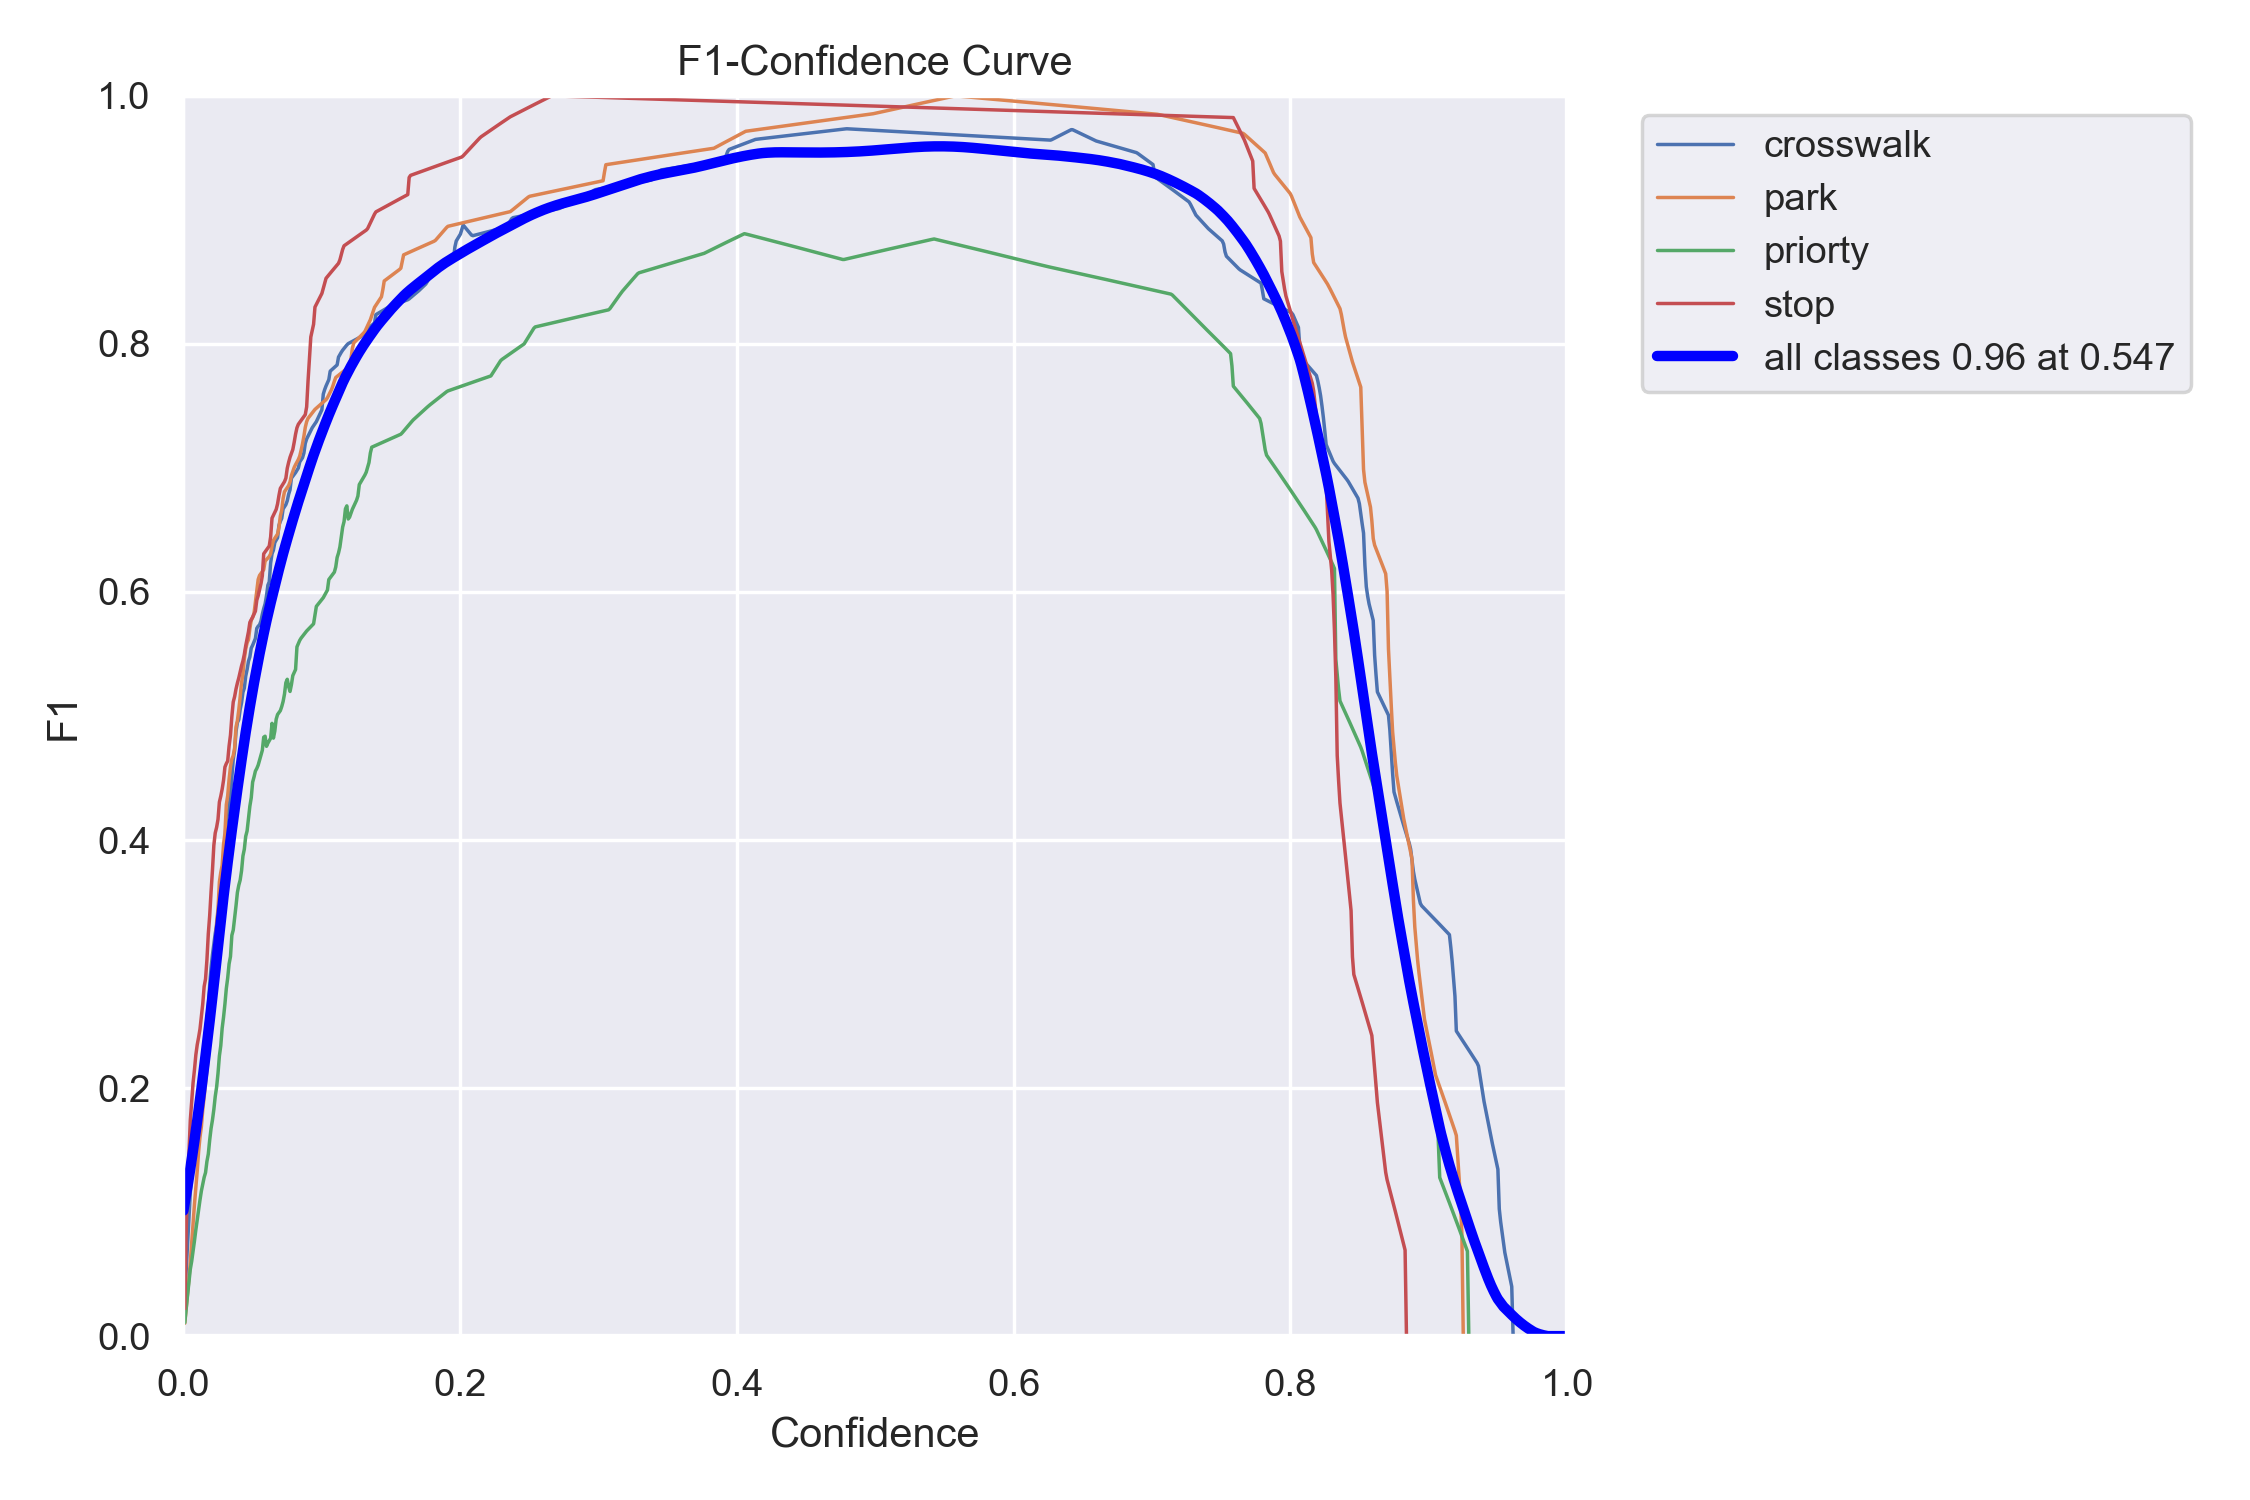 F1-Confidence Curve
1.0
0.8
0.6
0.4
0.2
0.0
F1
0.0 0.2 0.4 0.6 0.8 1.0
Confidence
crosswalk
park
priorty
stop
all classes 0.96 at 0.547